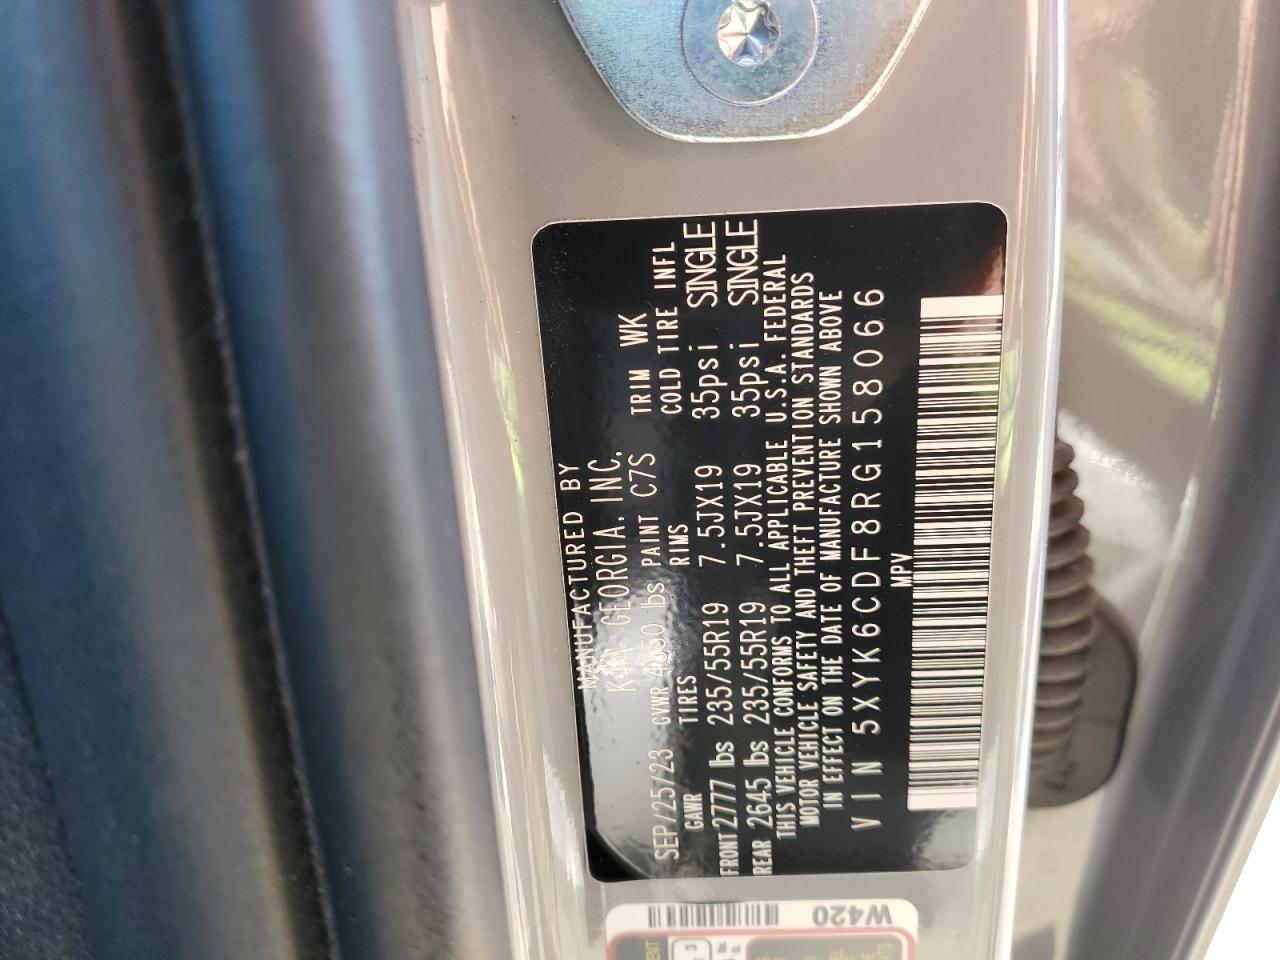 MANUFACTURED BY
KIA GEORGIA. INC.
SEP/25/23 GVWR lbs PAINT C7S TRIM WK
GAWR TIRES RIMS COLD TIRE INFL
FRONT 2777 lbs 235/55R19 7.5JX19 35psi SINGLE
REAR 2645 lbs 235/55R19 7.5JX19 35psi SINGLE
THIS VEHICLE CONFORMS TO ALL APPLICABLE U.S.A. FEDERAL
MOTOR VEHICLE SAFETY AND THEFT PREVENTION STANDARDS
IN EFFECT ON THE DATE OF MANUFACTURE SHOWN ABOVE
VIN 5XYK6CDF8RG158066
MPV
W420